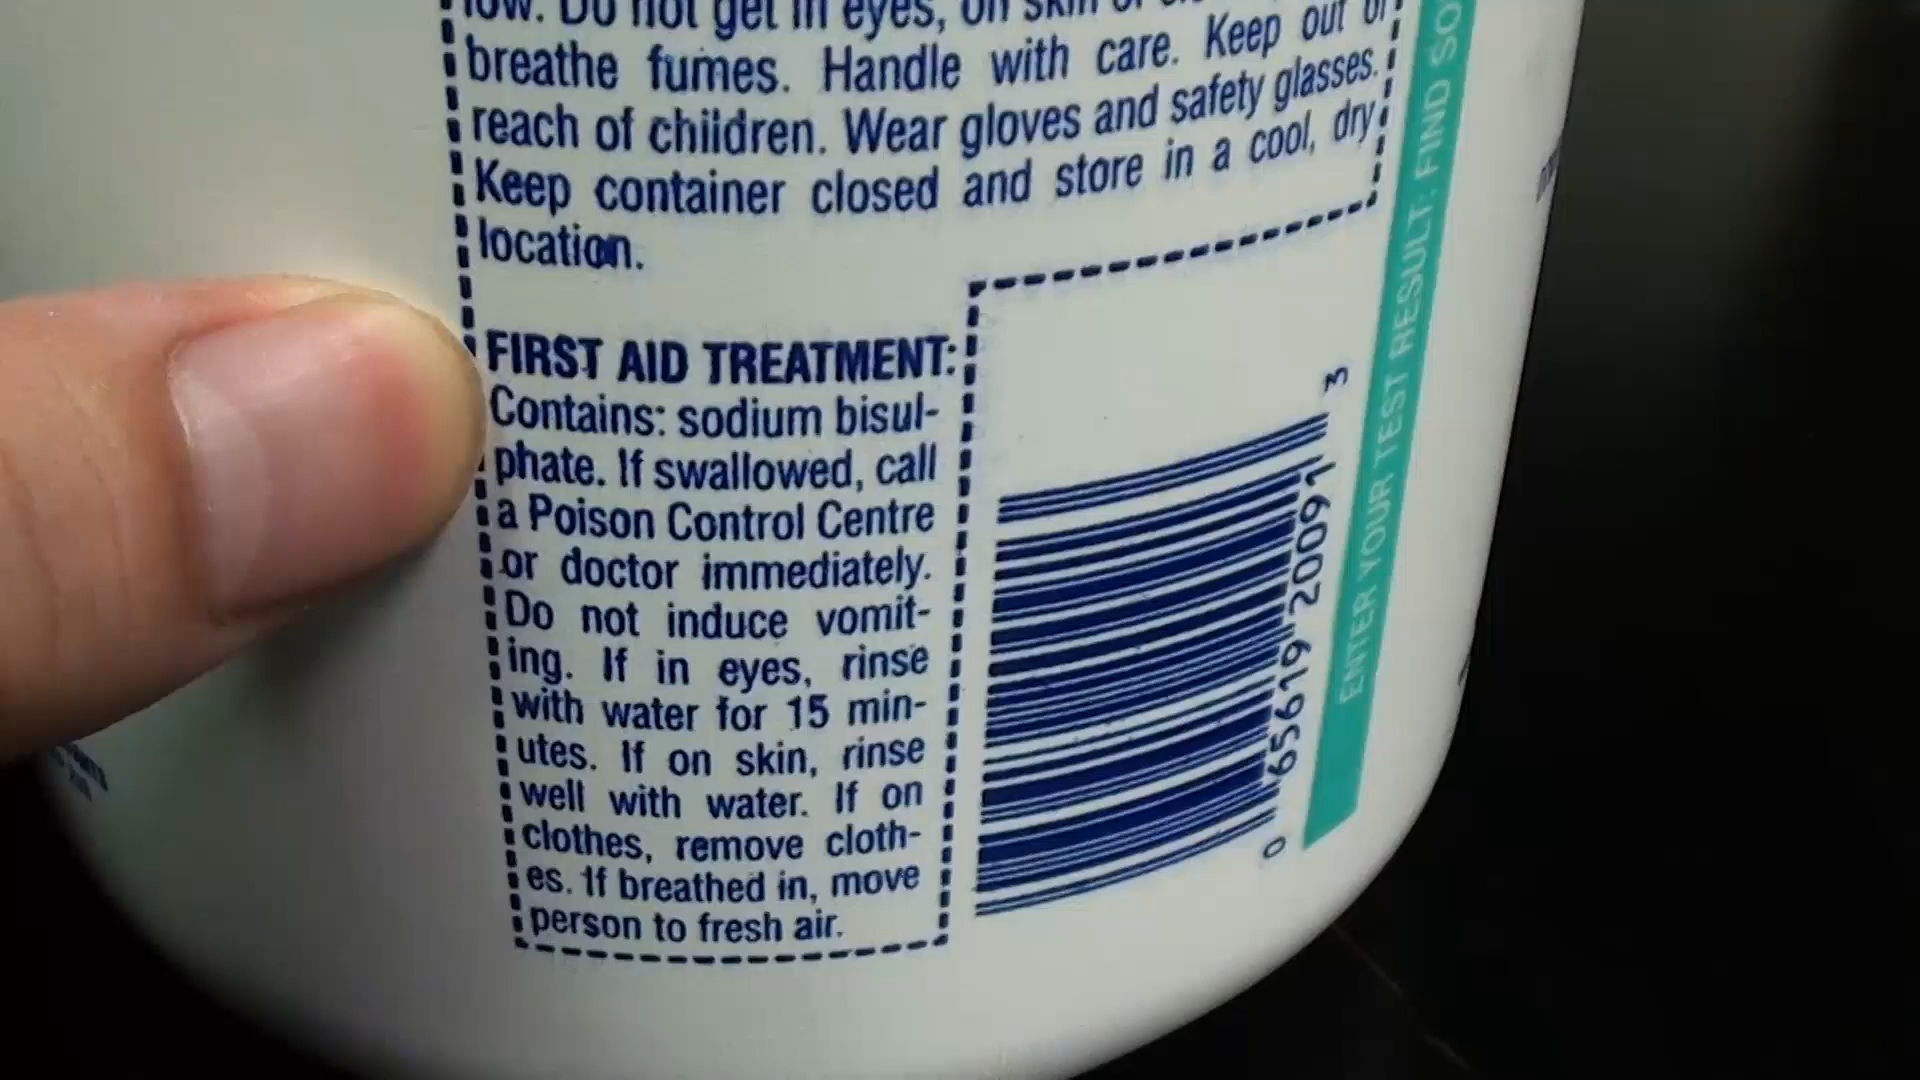 low. Do not get in eyes, on skin or
breathe fumes. Handle with care. Keep out of
reach of children. Wear gloves and safety glasses.
Keep container closed and store in a cool, dry
location.
FIRST AID TREATMENT:
Contains: sodium bisul-
phate. If swallowed, call
a Poison Control Centre
or doctor immediately.
Do not induce vomit-
ing. If in eyes, rinse
with water for 15 min-
utes. If on skin, rinse
well with water. If on
clothes, remove cloth-
es. If breathed in, move
person to fresh air.
0 65619 20091 3
ENTER YOUR TEST RESULT. FIND SO